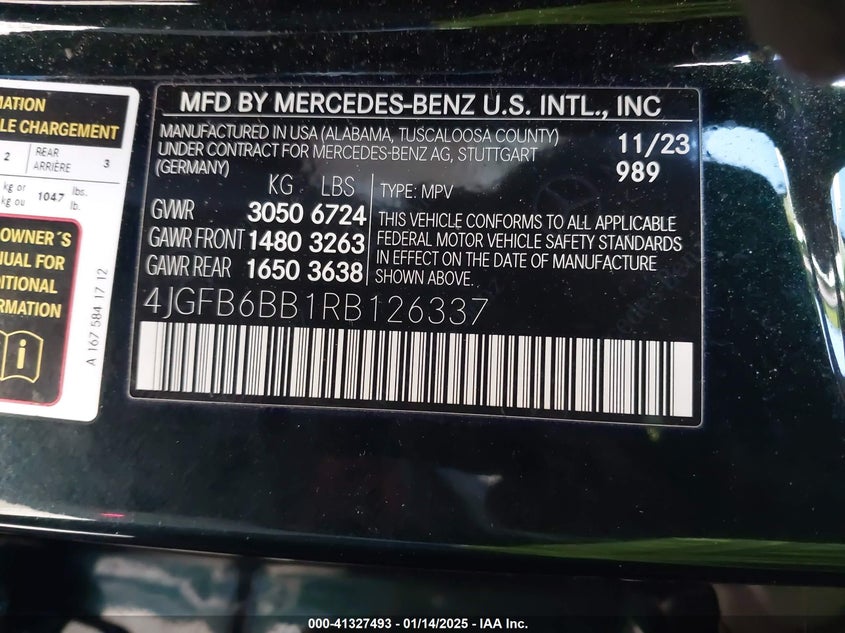 MATION
LE CHARGEMENT
2 REAR ARRIÈRE 3
kg or kg ou 1047 lbs. lb.
OWNER´S
NUAL FOR
DITIONAL
RMATION
A 167 584 17 12
MFD BY MERCEDES-BENZ U.S. INTL., INC
MANUFACTURED IN USA (ALABAMA, TUSCALOOSA COUNTY)
UNDER CONTRACT FOR MERCEDES-BENZ AG, STUTTGART
(GERMANY)
11/23
989
KG LBS
GWWR 3050 6724
GAWR FRONT 1480 3263
GAWR REAR 1650 3638
TYPE: MPV
THIS VEHICLE CONFORMS TO ALL APPLICABLE
FEDERAL MOTOR VEHICLE SAFETY STANDARDS
IN EFFECT ON THE DATE OF MANUFACTURE
SHOWN ABOVE.
4JGFB6BB1RB126337
000-41327493 - 01/14/2025 - IAA Inc.